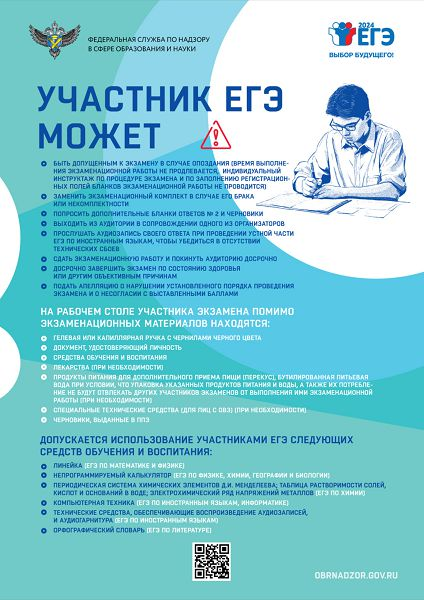 ФЕДЕРАЛЬНАЯ СЛУЖБА ПО НАДЗОРУ
В СФЕРЕ ОБРАЗОВАНИЯ И НАУКИ
2024
ЕГЭ
ВЫБОР БУДУЩЕГО!
УЧАСТНИК ЕГЭ
МОЖЕТ
БЫТЬ ДОПУЩЕННЫМ К ЭКЗАМЕНУ В СЛУЧАЕ ОПОЗДАНИЯ (ВРЕМЯ ВЫПОЛНЕ-
НИЯ ЭКЗАМЕНАЦИОННОЙ РАБОТЫ НЕ ПРОДЛЕВАЕТСЯ, ИНДИВИДУАЛЬНЫЙ
ИНСТРУКТАЖ ПО ПРОЦЕДУРЕ ЭКЗАМЕНА И ПО ЗАПОЛНЕНИЮ РЕГИСТРАЦИОН-
НЫХ ПОЛЕЙ БЛАНКОВ ЭКЗАМЕНАЦИОННОЙ РАБОТЫ НЕ ПРОВОДИТСЯ)
ЗАМЕНИТЬ ЭКЗАМЕНАЦИОННЫЙ КОМПЛЕКТ В СЛУЧАЕ ЕГО БРАКА
ИЛИ НЕКОМПЛЕКТНОСТИ
ПОПРОСИТЬ ДОПОЛНИТЕЛЬНЫЕ БЛАНКИ ОТВЕТОВ № 2 И ЧЕРНОВИКИ
ВЫХОДИТЬ ИЗ АУДИТОРИИ В СОПРОВОЖДЕНИИ ОДНОГО ИЗ ОРГАНИЗАТОРОВ
ПРОСЛУШАТЬ АУДИОЗАПИСЬ СВОЕГО ОТВЕТА ПРИ ПРОВЕДЕНИИ УСТНОЙ ЧАСТИ
ЕГЭ ПО ИНОСТРАННЫМ ЯЗЫКАМ, ЧТОБЫ УБЕДИТЬСЯ В ОТСУТСТВИИ
ТЕХНИЧЕСКИХ СБОЕВ
СДАТЬ ЭКЗАМЕНАЦИОННУЮ РАБОТУ И ПОКИНУТЬ АУДИТОРИЮ ДОСРОЧНО
ДОСРОЧНО ЗАВЕРШИТЬ ЭКЗАМЕН ПО СОСТОЯНИЮ ЗДОРОВЬЯ
ИЛИ ДРУГИМ ОБЪЕКТИВНЫМ ПРИЧИНАМ
ПОДАТЬ АПЕЛЛЯЦИЮ О НАРУШЕНИИ УСТАНОВЛЕННОГО ПОРЯДКА ПРОВЕДЕНИЯ
ЭКЗАМЕНА И О НЕСОГЛАСИИ С ВЫСТАВЛЕННЫМИ БАЛЛАМИ
НА РАБОЧЕМ СТОЛЕ УЧАСТНИКА ЭКЗАМЕНА ПОМИМО
ЭКЗАМЕНАЦИОННЫХ МАТЕРИАЛОВ НАХОДЯТСЯ:
ГЕЛЕВАЯ ИЛИ КАПИЛЛЯРНАЯ РУЧКА С ЧЕРНИЛАМИ ЧЕРНОГО ЦВЕТА
ДОКУМЕНТ, УДОСТОВЕРЯЮЩИЙ ЛИЧНОСТЬ
СРЕДСТВА ОБУЧЕНИЯ И ВОСПИТАНИЯ
ЛЕКАРСТВА (ПРИ НЕОБХОДИМОСТИ)
ПРОДУКТЫ ПИТАНИЯ ДЛЯ ДОПОЛНИТЕЛЬНОГО ПРИЕМА ПИЩИ (ПЕРЕКУС), БУТИЛИРОВАННАЯ ПИТЬЕВАЯ
ВОДА ПРИ УСЛОВИИ, ЧТО УПАКОВКА УКАЗАННЫХ ПРОДУКТОВ ПИТАНИЯ И ВОДЫ, А ТАКЖЕ ИХ ПОТРЕБЛЕ-
НИЕ НЕ БУДУТ ОТВЛЕКАТЬ ДРУГИХ УЧАСТНИКОВ ЭКЗАМЕНОВ ОТ ВЫПОЛНЕНИЯ ИМИ ЭКЗАМЕНАЦИОННОЙ
РАБОТЫ (ПРИ НЕОБХОДИМОСТИ)
СПЕЦИАЛЬНЫЕ ТЕХНИЧЕСКИЕ СРЕДСТВА (ДЛЯ ЛИЦ С ОВЗ) (ПРИ НЕОБХОДИМОСТИ)
ЧЕРНОВИКИ, ВЫДАННЫЕ В ППЭ
ДОПУСКАЕТСЯ ИСПОЛЬЗОВАНИЕ УЧАСТНИКАМИ ЕГЭ СЛЕДУЮЩИХ
СРЕДСТВ ОБУЧЕНИЯ И ВОСПИТАНИЯ:
ЛИНЕЙКА (ЕГЭ ПО МАТЕМАТИКЕ И ФИЗИКЕ)
НЕПРОГРАММИРУЕМЫЙ КАЛЬКУЛЯТОР (ЕГЭ ПО ФИЗИКЕ, ХИМИИ, ГЕОГРАФИИ И БИОЛОГИИ)
ПЕРИОДИЧЕСКАЯ СИСТЕМА ХИМИЧЕСКИХ ЭЛЕМЕНТОВ Д.И. МЕНДЕЛЕЕВА; ТАБЛИЦА РАСТВОРИМОСТИ СОЛЕЙ,
КИСЛОТ И ОСНОВАНИЙ В ВОДЕ; ЭЛЕКТРОХИМИЧЕСКИЙ РЯД НАПРЯЖЕНИЙ МЕТАЛЛОВ (ЕГЭ ПО ХИМИИ)
КОМПЬЮТЕРНАЯ ТЕХНИКА (ЕГЭ ПО ИНОСТРАННЫМ ЯЗЫКАМ, ИНФОРМАТИКЕ)
ТЕХНИЧЕСКИЕ СРЕДСТВА, ОБЕСПЕЧИВАЮЩИЕ ВОСПРОИЗВЕДЕНИЕ АУДИОЗАПИСЕЙ,
И АУДИОГАРНИТУРА (ЕГЭ ПО ИНОСТРАННЫМ ЯЗЫКАМ)
ОРФОГРАФИЧЕСКИЙ СЛОВАРЬ (ЕГЭ ПО ЛИТЕРАТУРЕ)
OBRNADZOR.GOV.RU